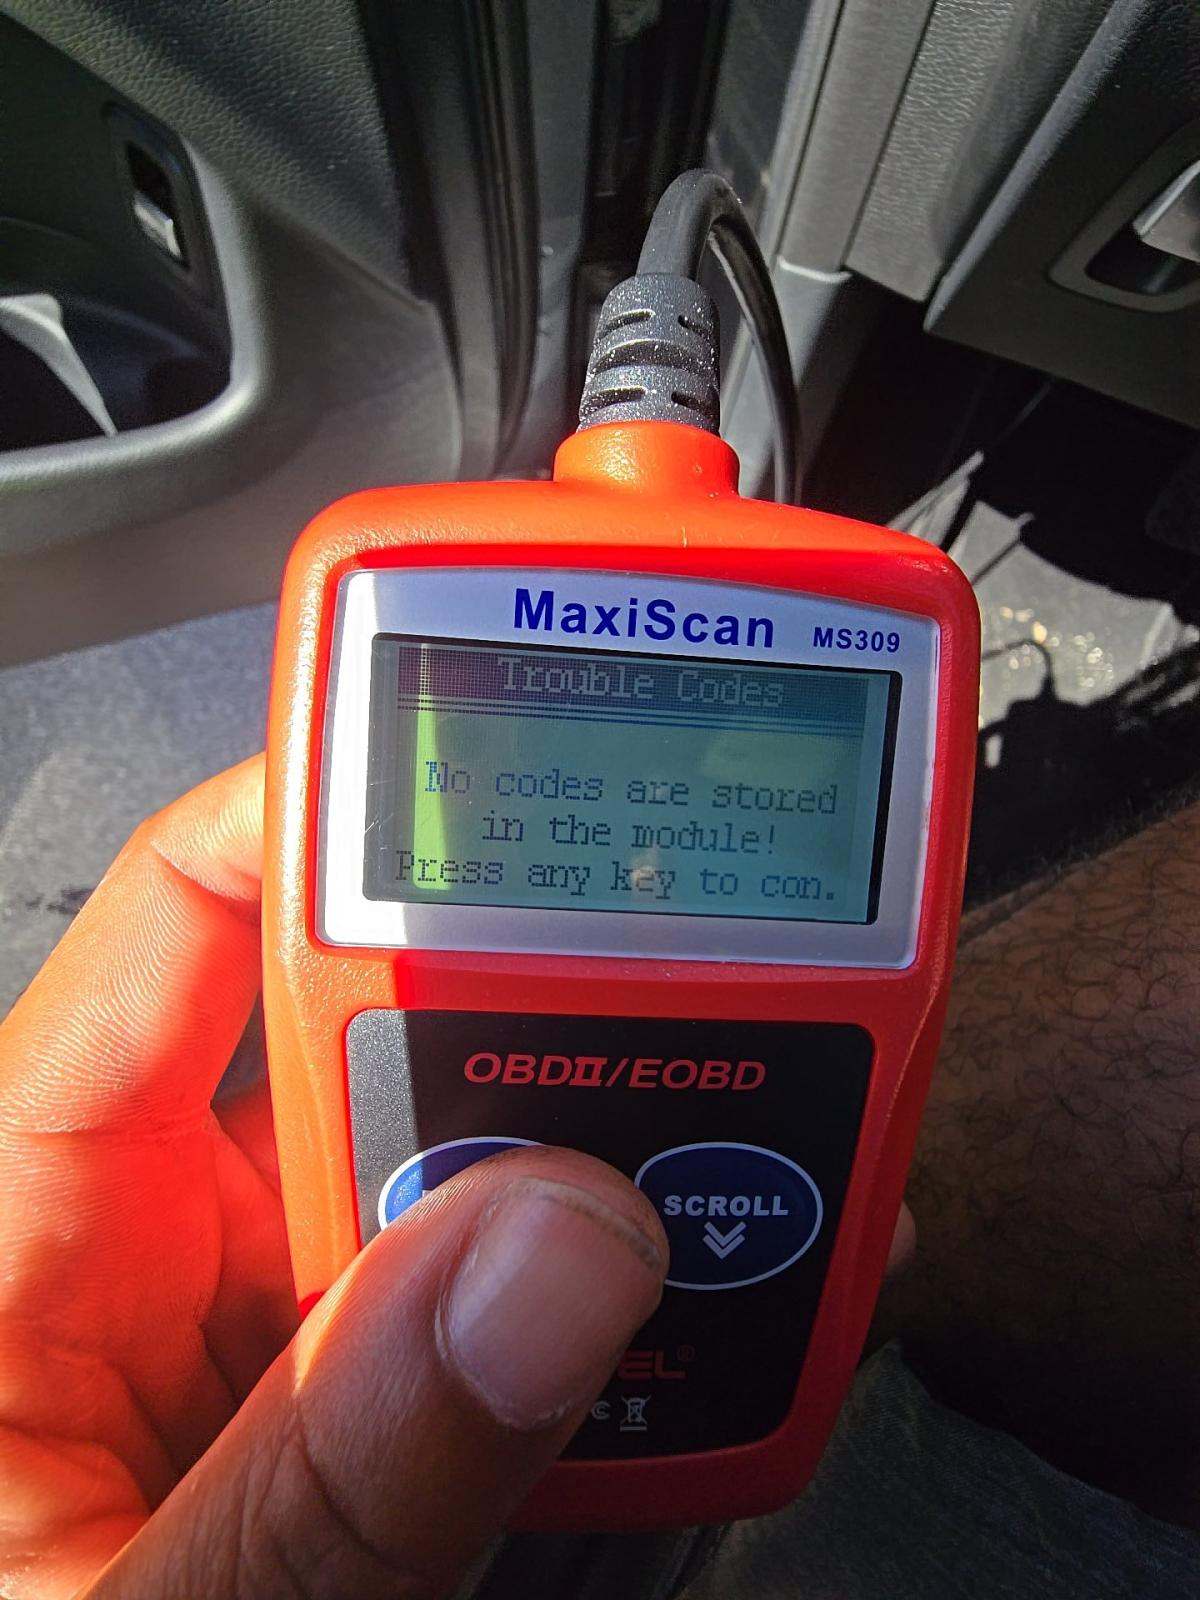 MaxiScan MS309
Trouble Codes
No codes are stored
in the module!
Press any key to con.
OBDII/EOBD
SCROLL